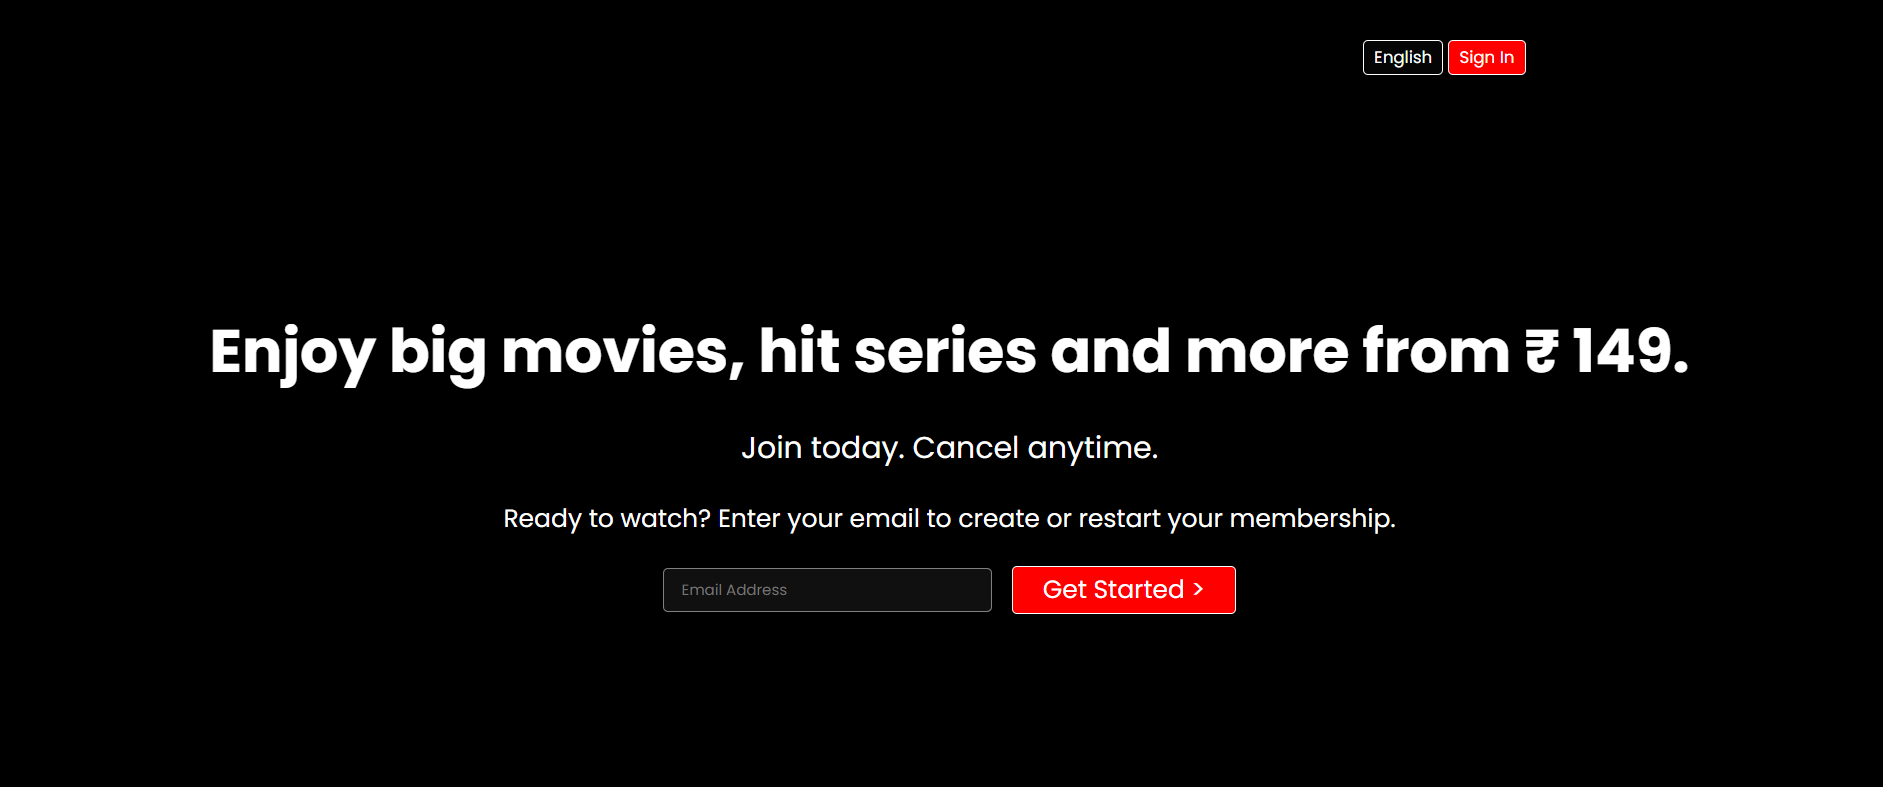 English Sign In
Enjoy big movies, hit series and more from ₹ 149.
Join today. Cancel anytime.
Ready to watch? Enter your email to create or restart your membership.
Email Address Get Started >